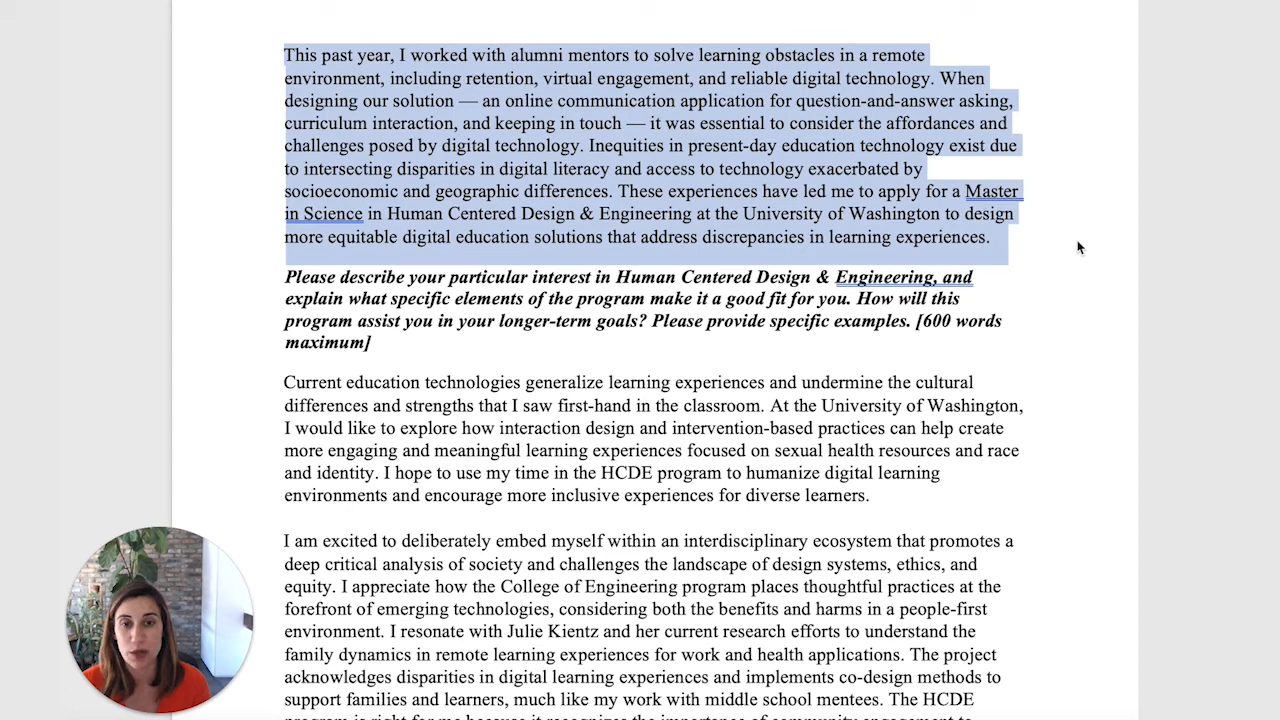 This past year, I worked with alumni mentors to solve learning obstacles in a remote
environment, including retention, virtual engagement, and reliable digital technology. When
designing our solution — an online communication application for question-and-answer asking,
curriculum interaction, and keeping in touch — it was essential to consider the affordances and
challenges posed by digital technology. Inequities in present-day education technology exist due
to intersecting disparities in digital literacy and access to technology exacerbated by
socioeconomic and geographic differences. These experiences have led me to apply for a Master
in Science in Human Centered Design & Engineering at the University of Washington to design
more equitable digital education solutions that address discrepancies in learning experiences.
Please describe your particular interest in Human Centered Design & Engineering, and
explain what specific elements of the program make it a good fit for you. How will this
program assist you in your longer-term goals? Please provide specific examples. [600 words
maximum]
Current education technologies generalize learning experiences and undermine the cultural
differences and strengths that I saw first-hand in the classroom. At the University of Washington,
I would like to explore how interaction design and intervention-based practices can help create
more engaging and meaningful learning experiences focused on sexual health resources and race
and identity. I hope to use my time in the HCDE program to humanize digital learning
environments and encourage more inclusive experiences for diverse learners.
I am excited to deliberately embed myself within an interdisciplinary ecosystem that promotes a
deep critical analysis of society and challenges the landscape of design systems, ethics, and
equity. I appreciate how the College of Engineering program places thoughtful practices at the
forefront of emerging technologies, considering both the benefits and harms in a people-first
environment. I resonate with Julie Kientz and her current research efforts to understand the
family dynamics in remote learning experiences for work and health applications. The project
acknowledges disparities in digital learning experiences and implements co-design methods to
support families and learners, much like my work with middle school mentees. The HCDE
program is right for me because it recognizes the importance of community engagement to